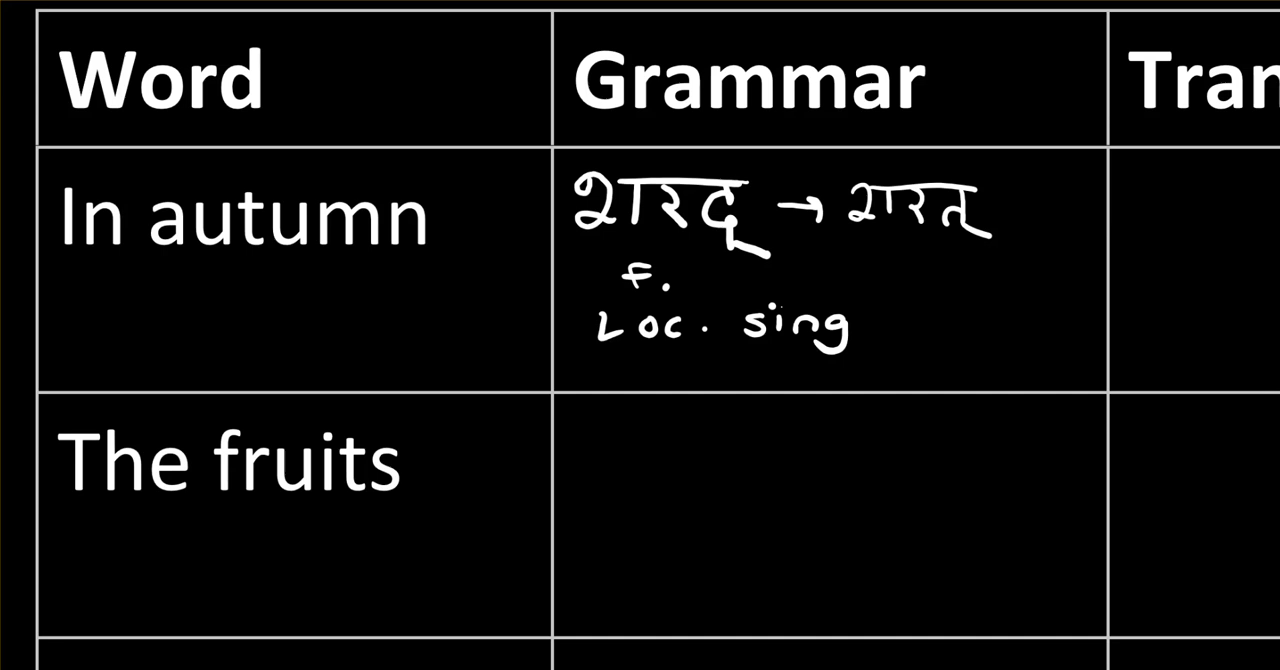 Word Grammar Tran
In autumn शरद् → शरत्
F.
Loc. sing
The fruits